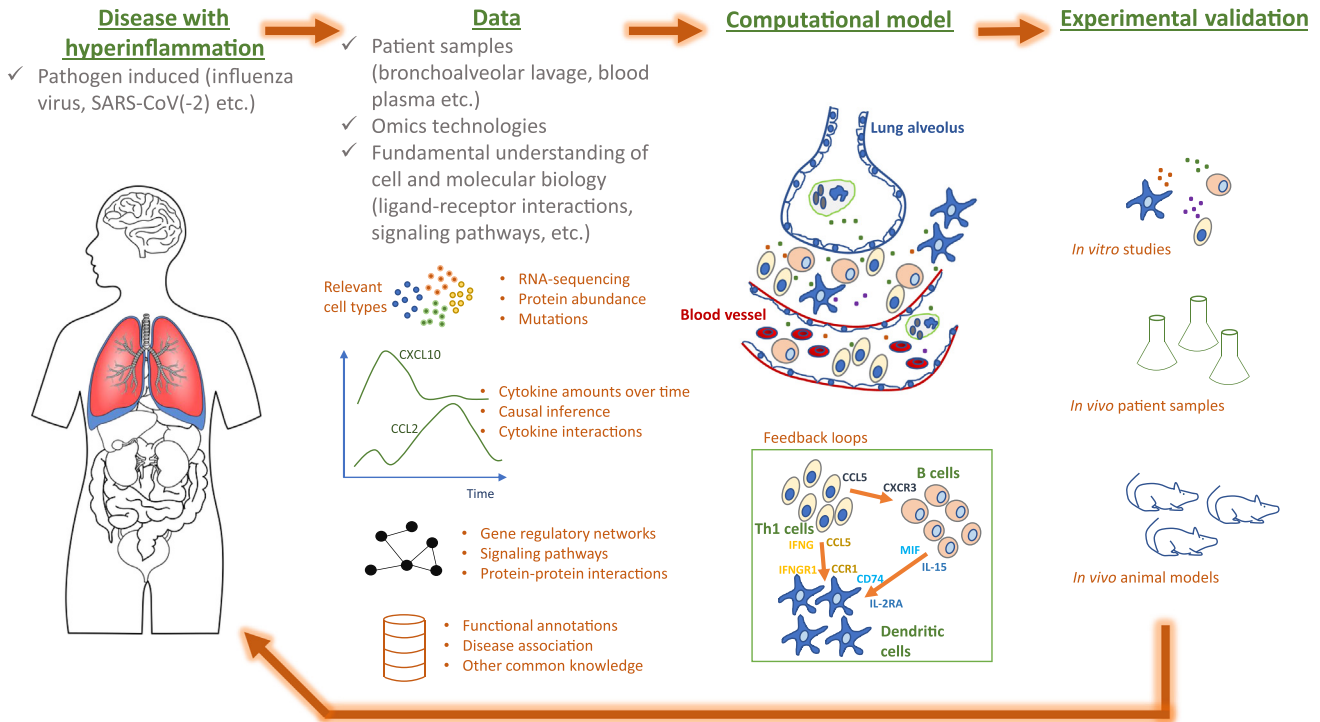 Disease with
hyperinflammation
✓ Pathogen induced (influenza
virus, SARS-CoV(-2) etc.)
Data
✓ Patient samples
(bronchoalveolar lavage, blood
plasma etc.)
✓ Omics technologies
✓ Fundamental understanding of
cell and molecular biology
(ligand-receptor interactions,
signaling pathways, etc.)
Relevant
cell types
• RNA-sequencing
• Protein abundance
• Mutations
CXCL10
CCL2
Time
• Cytokine amounts over time
• Causal inference
• Cytokine interactions
• Gene regulatory networks
• Signaling pathways
• Protein-protein interactions
• Functional annotations
• Disease association
• Other common knowledge
Computational model
Lung alveolus
Blood vessel
Feedback loops
CCL5
CXCR3
B cells
Th1 cells
IFNG
CCL5
MIF
IL-15
IFNGR1
CCR1
CD74
IL-2RA
Dendritic
cells
Experimental validation
In vitro studies
In vivo patient samples
In vivo animal models